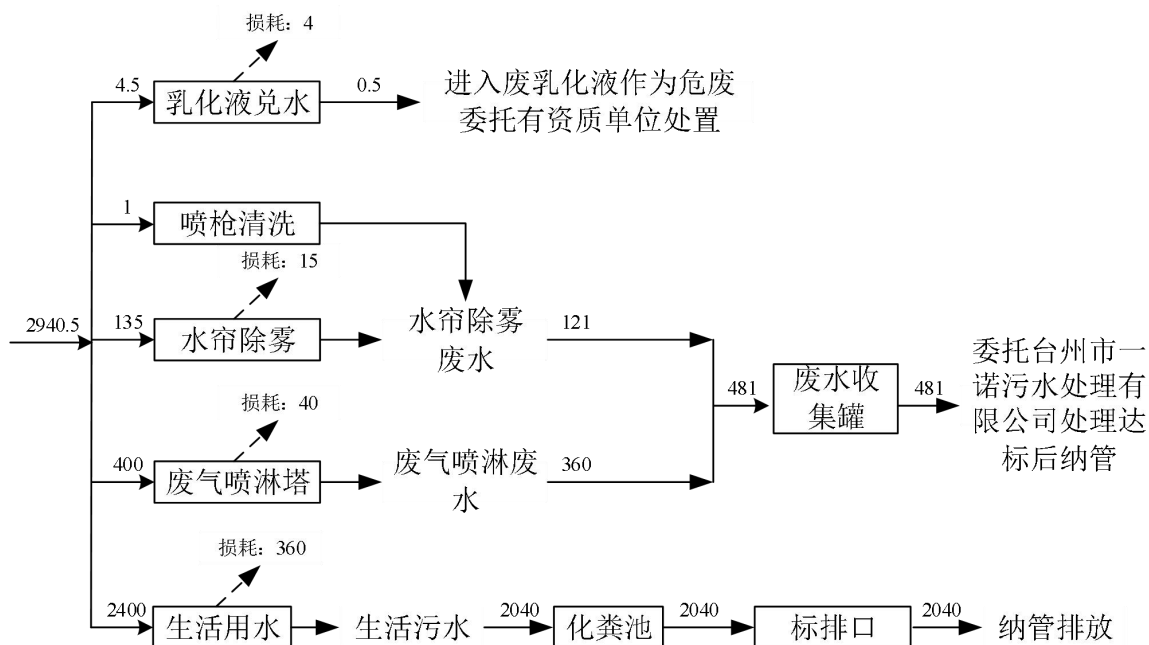 损耗：4
4.5
乳化液兑水
0.5
进入废乳化液作为危废
委托有资质单位处置
1
喷枪清洗
损耗：15
2940.5
135
水帘除雾
水帘除雾
废水
121
损耗：40
400
废气喷淋塔
废气喷淋废
水
360
481
废水收
集罐
481
委托台州市一
诺污水处理有
限公司处理达
标后纳管
损耗：360
2400
生活用水
生活污水
2040
化粪池
2040
标排口
2040
纳管排放